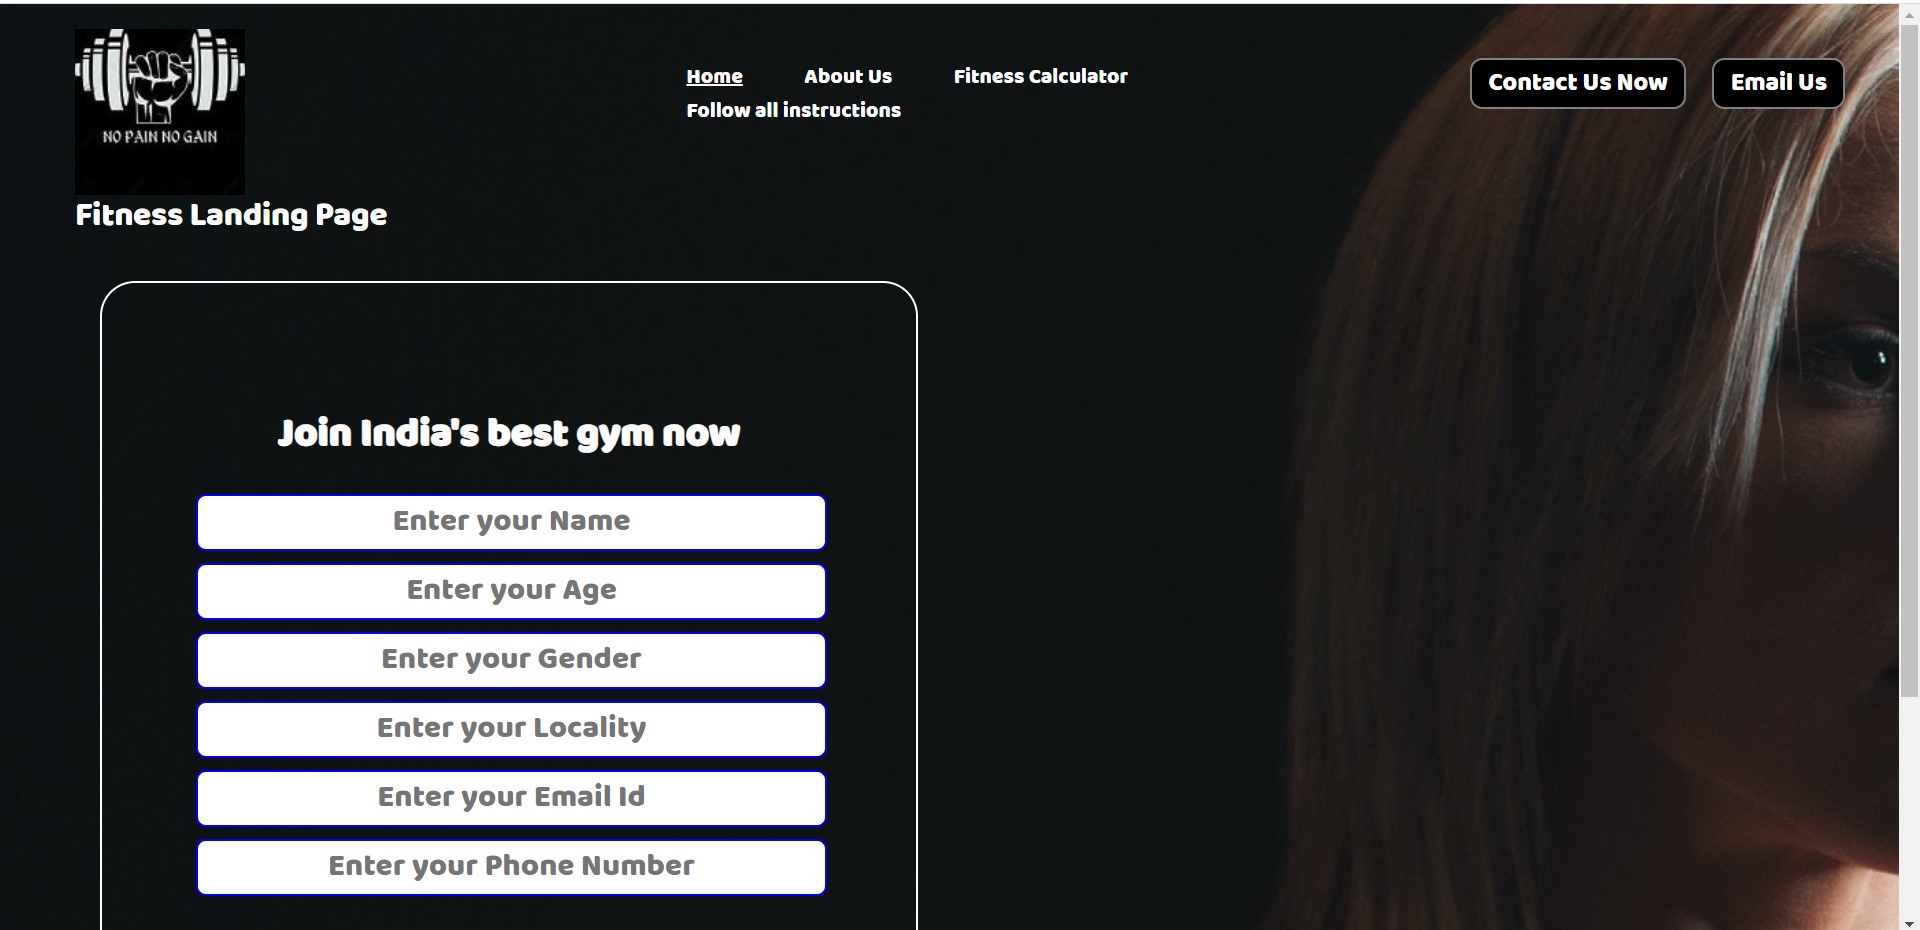 NO PAIN NO GAIN
Fitness Landing Page
Home About Us Fitness Calculator
Follow all instructions
Contact Us Now Email Us
Join India's best gym now
Enter your Name
Enter your Age
Enter your Gender
Enter your Locality
Enter your Email Id
Enter your Phone Number